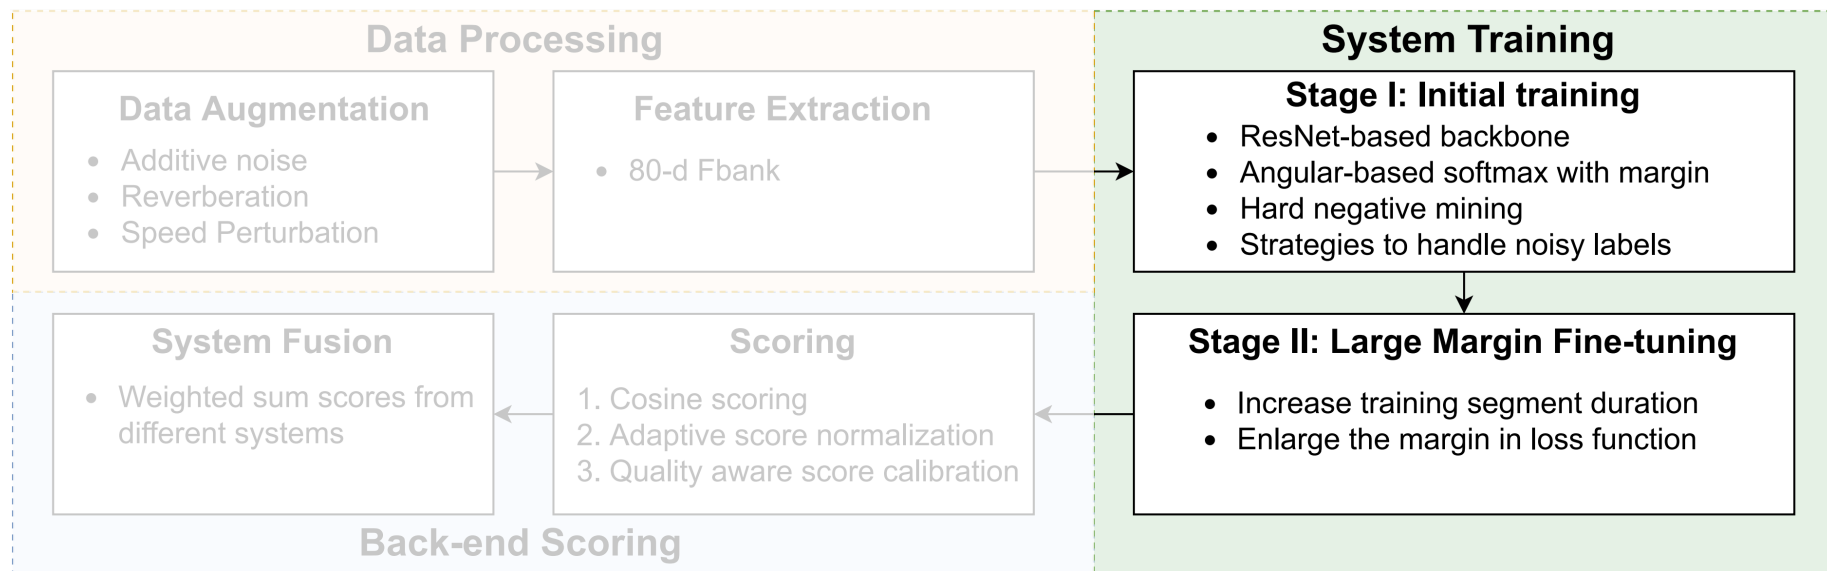 Data Processing
Data Augmentation
• Additive noise
• Reverberation
• Speed Perturbation
Feature Extraction
• 80-d Fbank
System Training
Stage I: Initial training
• ResNet-based backbone
• Angular-based softmax with margin
• Hard negative mining
• Strategies to handle noisy labels
Stage II: Large Margin Fine-tuning
• Increase training segment duration
• Enlarge the margin in loss function
Scoring
1. Cosine scoring
2. Adaptive score normalization
3. Quality aware score calibration
System Fusion
• Weighted sum scores from
different systems
Back-end Scoring